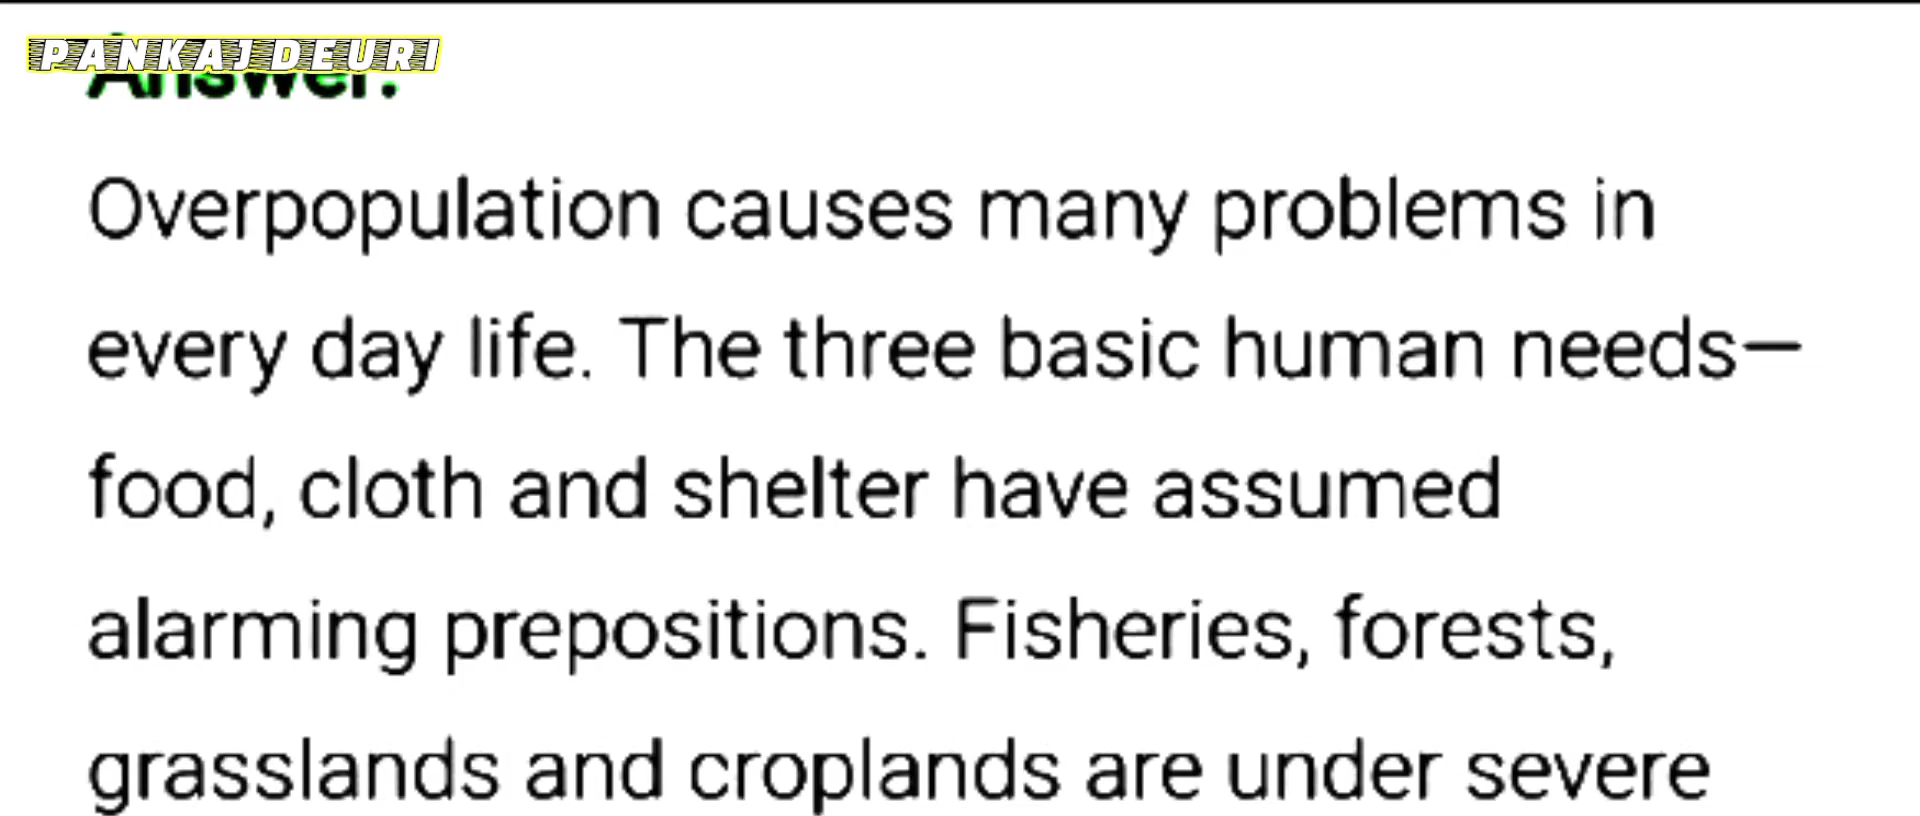 PANKAJ DEURI
Answer:
Overpopulation causes many problems in
every day life. The three basic human needs—
food, cloth and shelter have assumed
alarming prepositions. Fisheries, forests,
grasslands and croplands are under severe